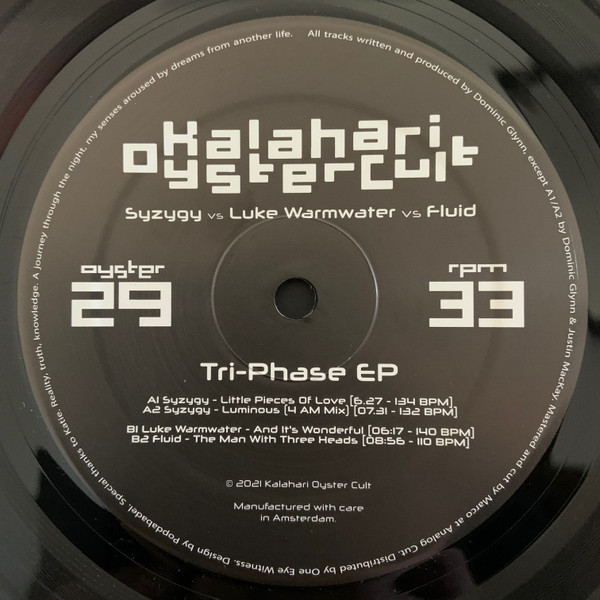 Reality, truth, knowledge. A journey through the night, my senses aroused by dreams from another life. All tracks written and produced by Dominic Glynn, except A1/A2 by Dominic Glynn & Justin Mackay. Mastered and cut by Marco at Analog Cut. Distributed by One Eye Witness. Design by Popdabadel. Special thanks to Katie.
Kalahari
oysterCult
Syzygy vs Luke Warmwater vs Fluid
oyster
29
rpm
33
Tri-Phase EP
A1 Syzygy - Little Pieces Of Love [6.27 - 134 BPM]
A2 Syzygy - Luminous [4 AM Mix] [07.31 - 132 BPM]
B1 Luke Warmwater - And It's Wonderful [06:17 - 140 BPM]
B2 Fluid - The Man With Three Heads [08:56 - 110 BPM]
© 2021 Kalahari Oyster Cult
Manufactured with care
in Amsterdam.